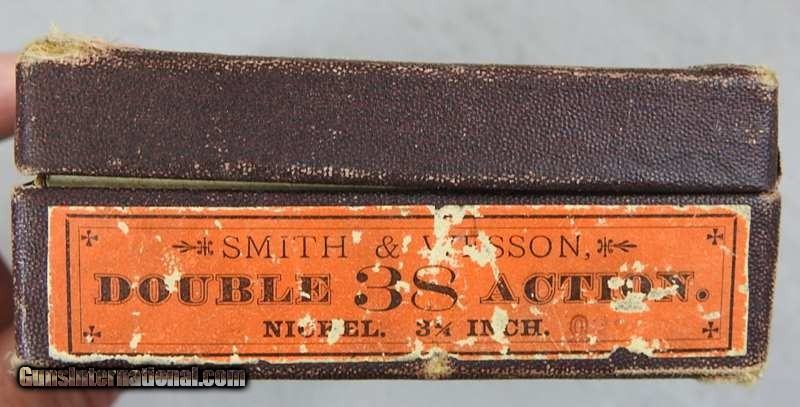 SMITH & WESSON,
DOUBLE 38 ACTION.
NICKEL. 3¼ INCH.
GunsInternational.com